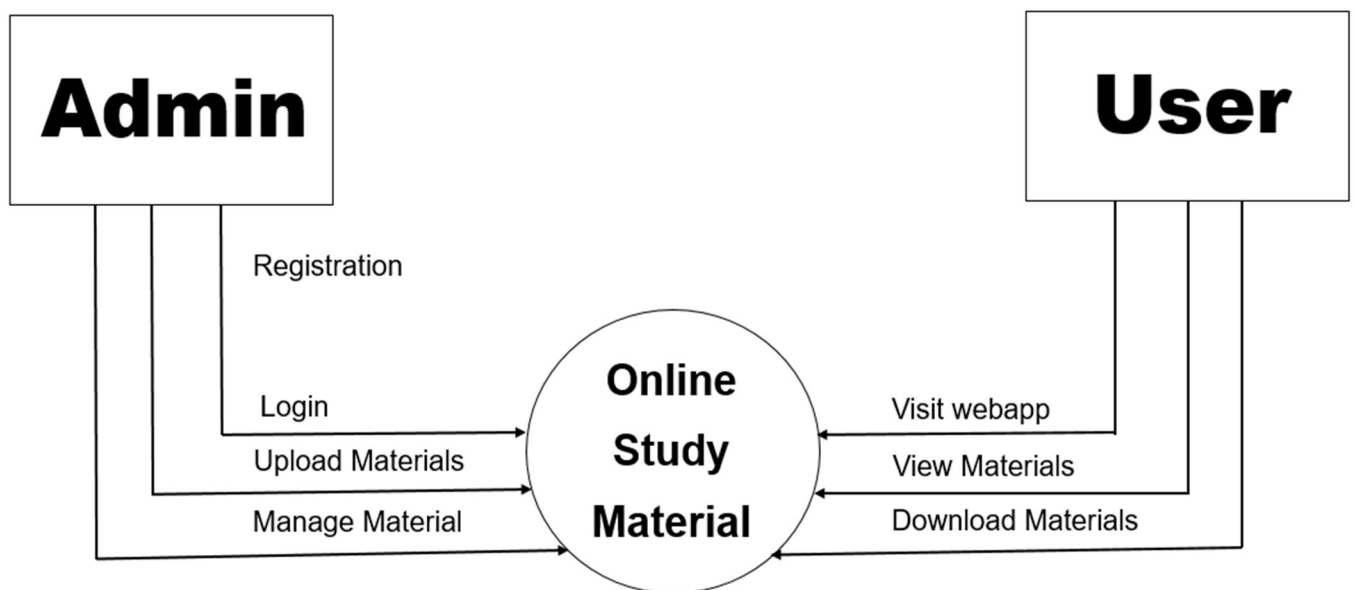 Admin
User
Registration
Online
Study
Material
Login
Upload Materials
Manage Material
Visit webapp
View Materials
Download Materials